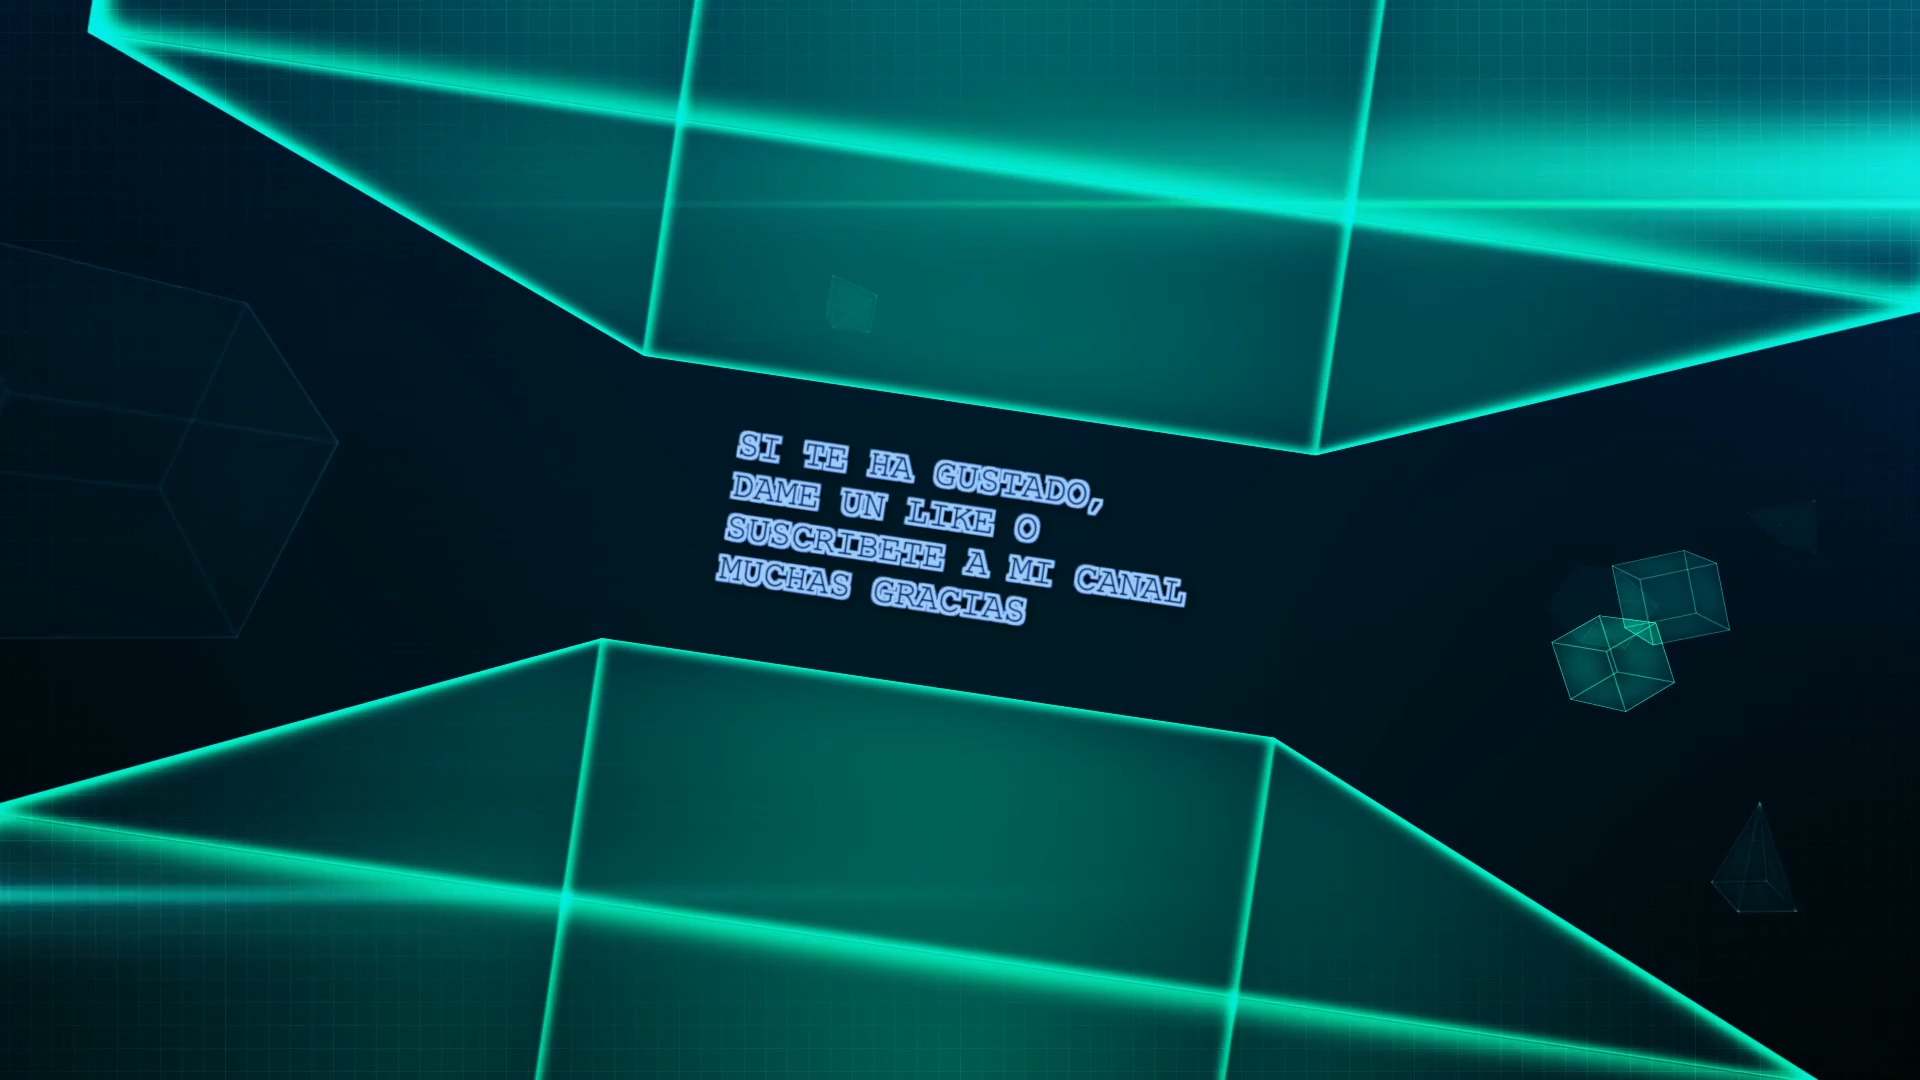 SI TE HA GUSTADO,
DAME UN LIKE O
SUSCRIBETE A MI CANAL
MUCHAS GRACIAS